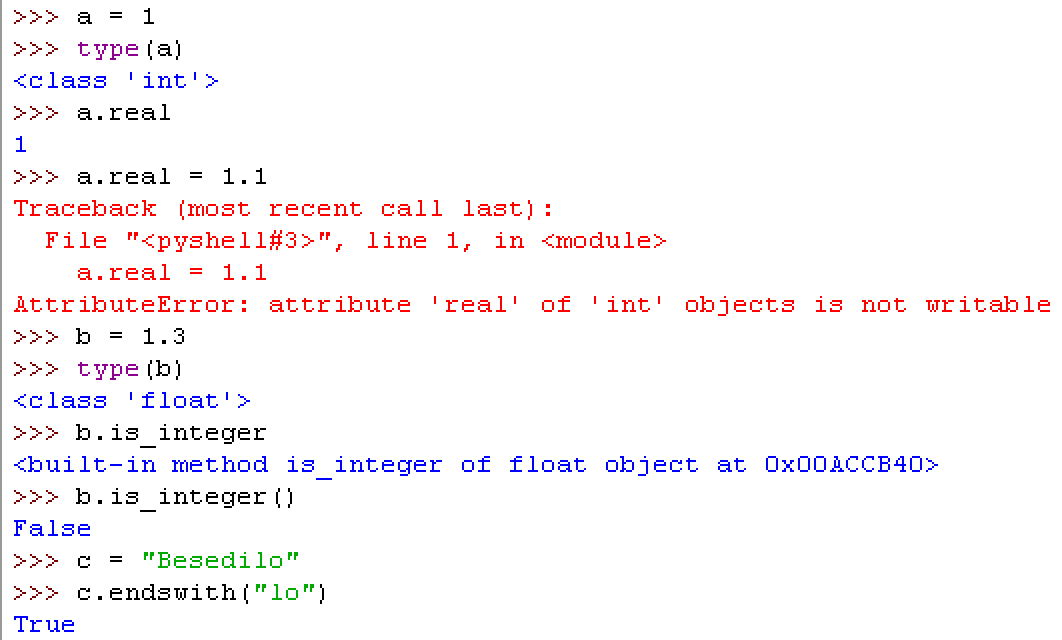 >>> a = 1
>>> type(a)
<class 'int'>
>>> a.real
1
>>> a.real = 1.1
Traceback (most recent call last):
  File "<pyshell#3>", line 1, in <module>
    a.real = 1.1
AttributeError: attribute 'real' of 'int' objects is not writable
>>> b = 1.3
>>> type(b)
<class 'float'>
>>> b.is_integer
<built-in method is_integer of float object at 0x00ACCB40>
>>> b.is_integer()
False
>>> c = "Besedilo"
>>> c.endswith("lo")
True